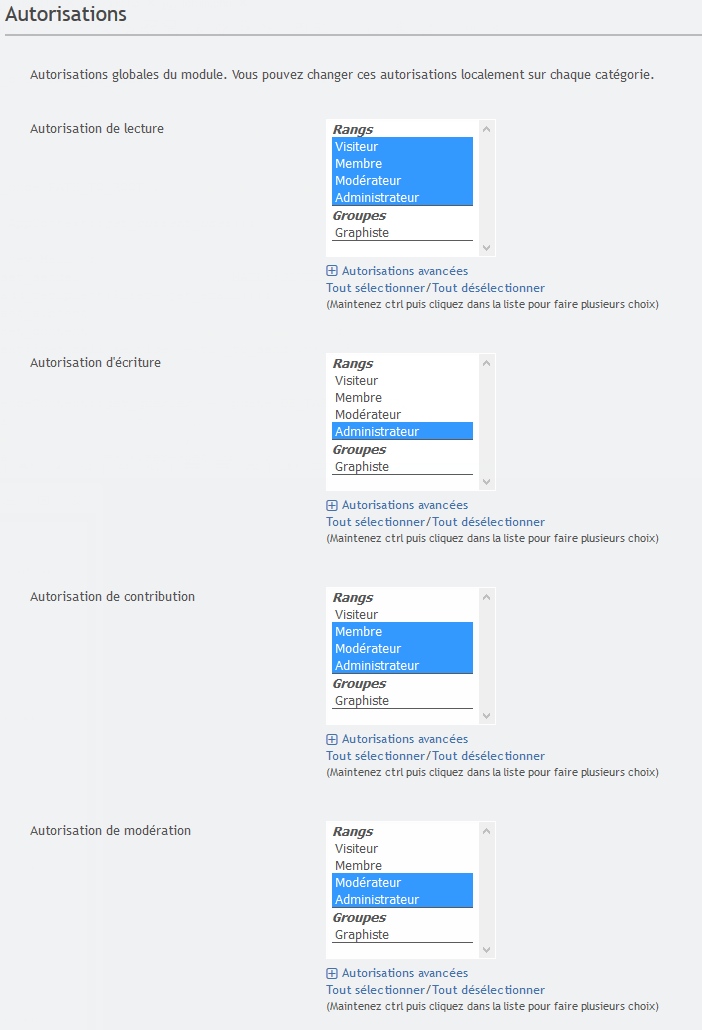 Autorisations
Autorisations globales du module. Vous pouvez changer ces autorisations localement sur chaque catégorie.
Autorisation de lecture
Rangs
Visiteur
Membre
Modérateur
Administrateur
Groupes
Graphiste
Autorisations avancées
Tout sélectionner/Tout désélectionner
(Maintenez ctrl puis cliquez dans la liste pour faire plusieurs choix)
Autorisation d'écriture
Rangs
Visiteur
Membre
Modérateur
Administrateur
Groupes
Graphiste
Autorisations avancées
Tout sélectionner/Tout désélectionner
(Maintenez ctrl puis cliquez dans la liste pour faire plusieurs choix)
Autorisation de contribution
Rangs
Visiteur
Membre
Modérateur
Administrateur
Groupes
Graphiste
Autorisations avancées
Tout sélectionner/Tout désélectionner
(Maintenez ctrl puis cliquez dans la liste pour faire plusieurs choix)
Autorisation de modération
Rangs
Visiteur
Membre
Modérateur
Administrateur
Groupes
Graphiste
Autorisations avancées
Tout sélectionner/Tout désélectionner
(Maintenez ctrl puis cliquez dans la liste pour faire plusieurs choix)